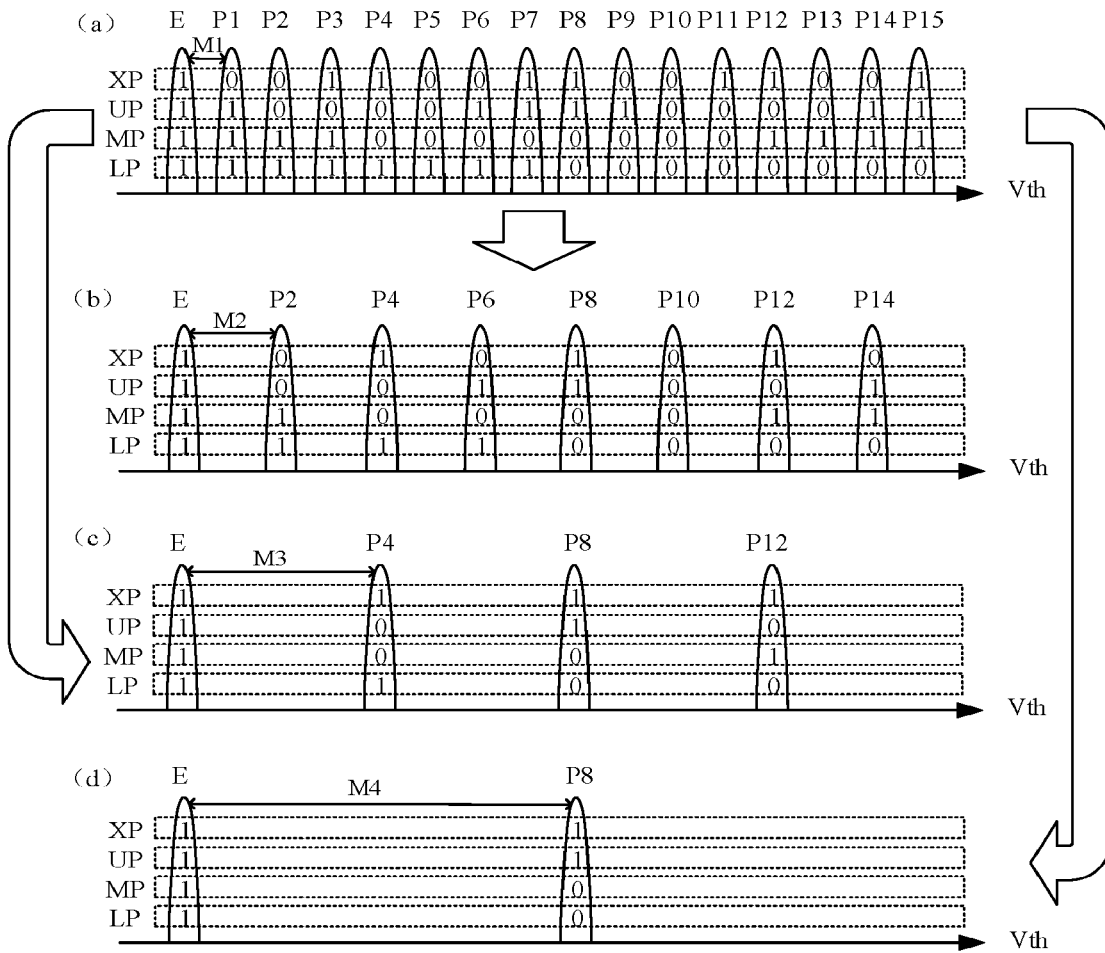 (a) E P1 P2 P3 P4 P5 P6 P7 P8 P9 P10 P11 P12 P13 P14 P15
M1
XP 1 0 0 1 1 0 0 1 1 0 0 1 1 0 0 1
UP 1 1 0 0 0 0 1 1 1 1 0 0 0 0 1 1
MP 1 1 1 1 0 0 0 0 0 0 0 0 1 1 1 1
LP 1 1 1 1 1 1 1 1 0 0 0 0 0 0 0 0
Vth
(b) E P2 P4 P6 P8 P10 P12 P14
M2
XP 1 0 1 0 1 0 1 0
UP 1 0 0 1 1 0 0 1
MP 1 1 0 0 0 0 1 1
LP 1 1 1 1 0 0 0 0
Vth
(c) E P4 P8 P12
M3
XP 1 1 1 1
UP 1 0 1 0
MP 1 0 0 1
LP 1 1 0 0
Vth
(d) E P8
M4
XP 1 1
UP 1 1
MP 1 0
LP 1 0
Vth